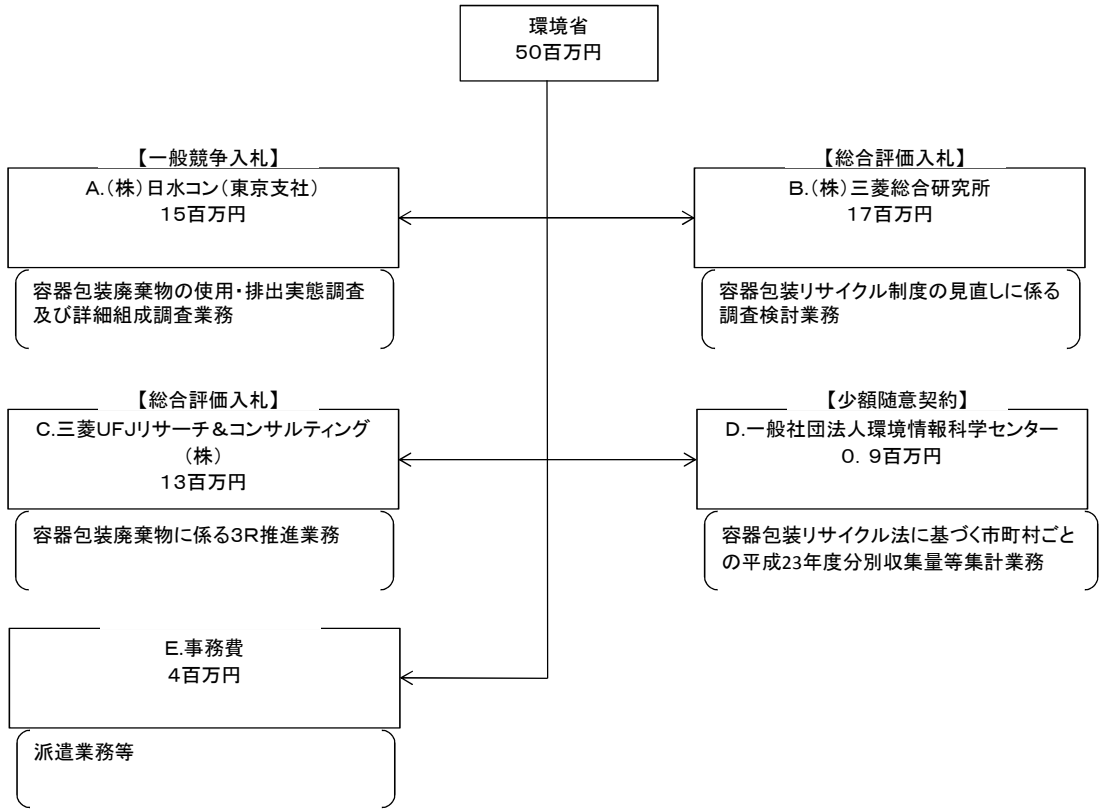 環境省
５０百万円
【一般競争入札】
A.（株）日水コン（東京支社）
１５百万円
容器包装廃棄物の使用・排出実態調査
及び詳細組成調査業務
【総合評価入札】
B.（株）三菱総合研究所
１７百万円
容器包装リサイクル制度の見直しに係る
調査検討業務
【総合評価入札】
C.三菱UFJリサーチ＆コンサルティング
（株）
１３百万円
容器包装廃棄物に係る3R推進業務
【少額随意契約】
D.一般社団法人環境情報科学センター
０．９百万円
容器包装リサイクル法に基づく市町村ごと
の平成23年度分別収集量等集計業務
E.事務費
４百万円
派遣業務等